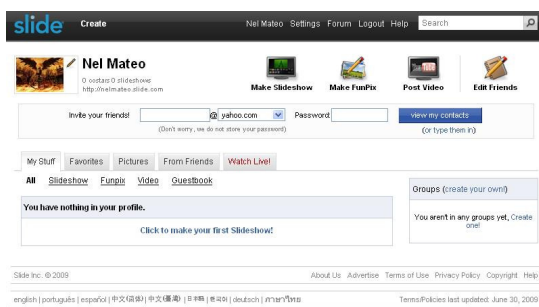 slide Create Nel Mateo Settings Forum Logout Help Search
Nel Mateo
0 costars 0 slideshows
http://nelmateo.slide.com
Make Slideshow Make FunPix Post Video Edit Friends
Invite your friends! @ yahoo.com Password: view my contacts
(Don't worry, we do not store your password) (or type them in)
My Stuff Favorites Pictures From Friends Watch Live!
All Slideshow Funpix Video Guestbook
Groups (create your own!)
You have nothing in your profile.
You aren't in any groups yet, Create
one!
Click to make your first Slideshow!
Slide Inc. © 2009 About Us Advertise Terms of Use Privacy Policy Copyright Help
english | português | español | 中文(简体) | 中文(臺灣) | 日本語 | 한국어 | deutsch | ภาษาไทย Terms/Policies last updated: June 30, 2009